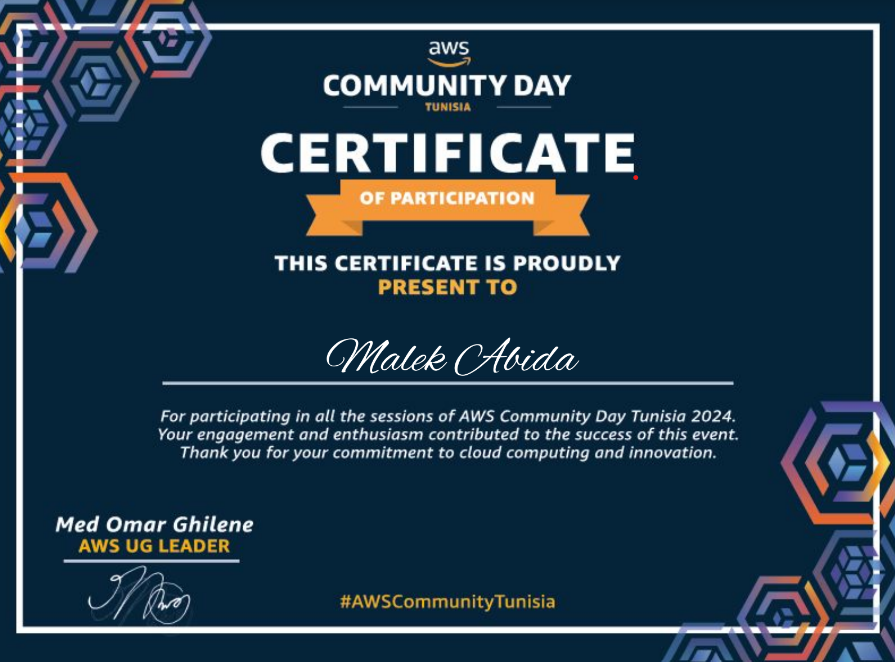 aws
COMMUNITY DAY
TUNISIA
CERTIFICATE
OF PARTICIPATION
THIS CERTIFICATE IS PROUDLY
PRESENT TO
Malek Abida
For participating in all the sessions of AWS Community Day Tunisia 2024.
Your engagement and enthusiasm contributed to the success of this event.
Thank you for your commitment to cloud computing and innovation.
Med Omar Ghilene
AWS UG LEADER
#AWSCommunityTunisia